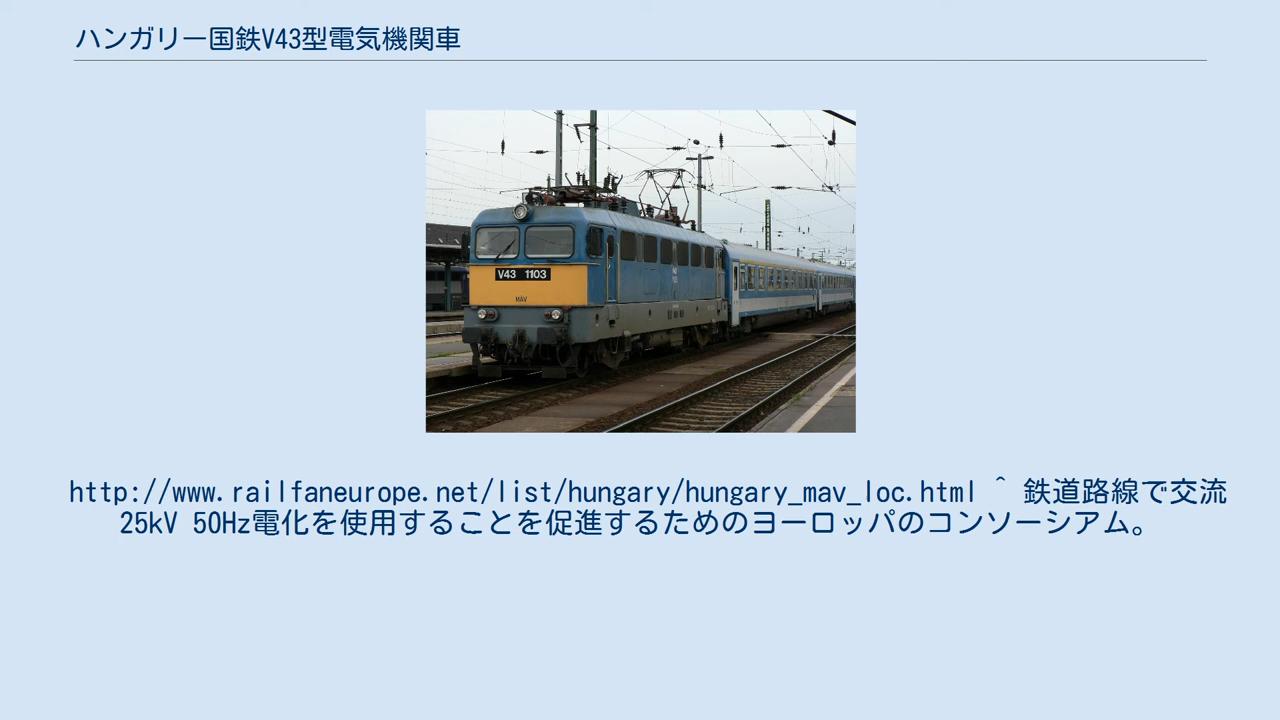 ハンガリー国鉄V43型電気機関車
V43 1103
MÁV
http://www.railfaneurope.net/list/hungary/hungary_mav_loc.html ^ 鉄道路線で交流
25kV 50Hz電化を使用することを促進するためのヨーロッパのコンソーシアム。